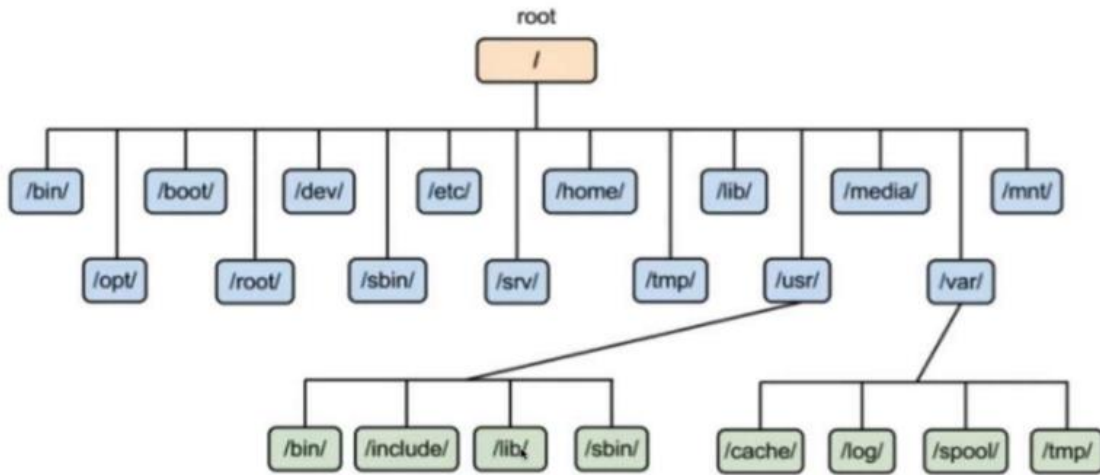 root
/
/bin/ /boot/ /dev/ /etc/ /home/ /lib/ /media/ /mnt/
/opt/ /root/ /sbin/ /srv/ /tmp/ /usr/ /var/
/bin/ /include/ /lib/ /sbin/ /cache/ /log/ /spool/ /tmp/